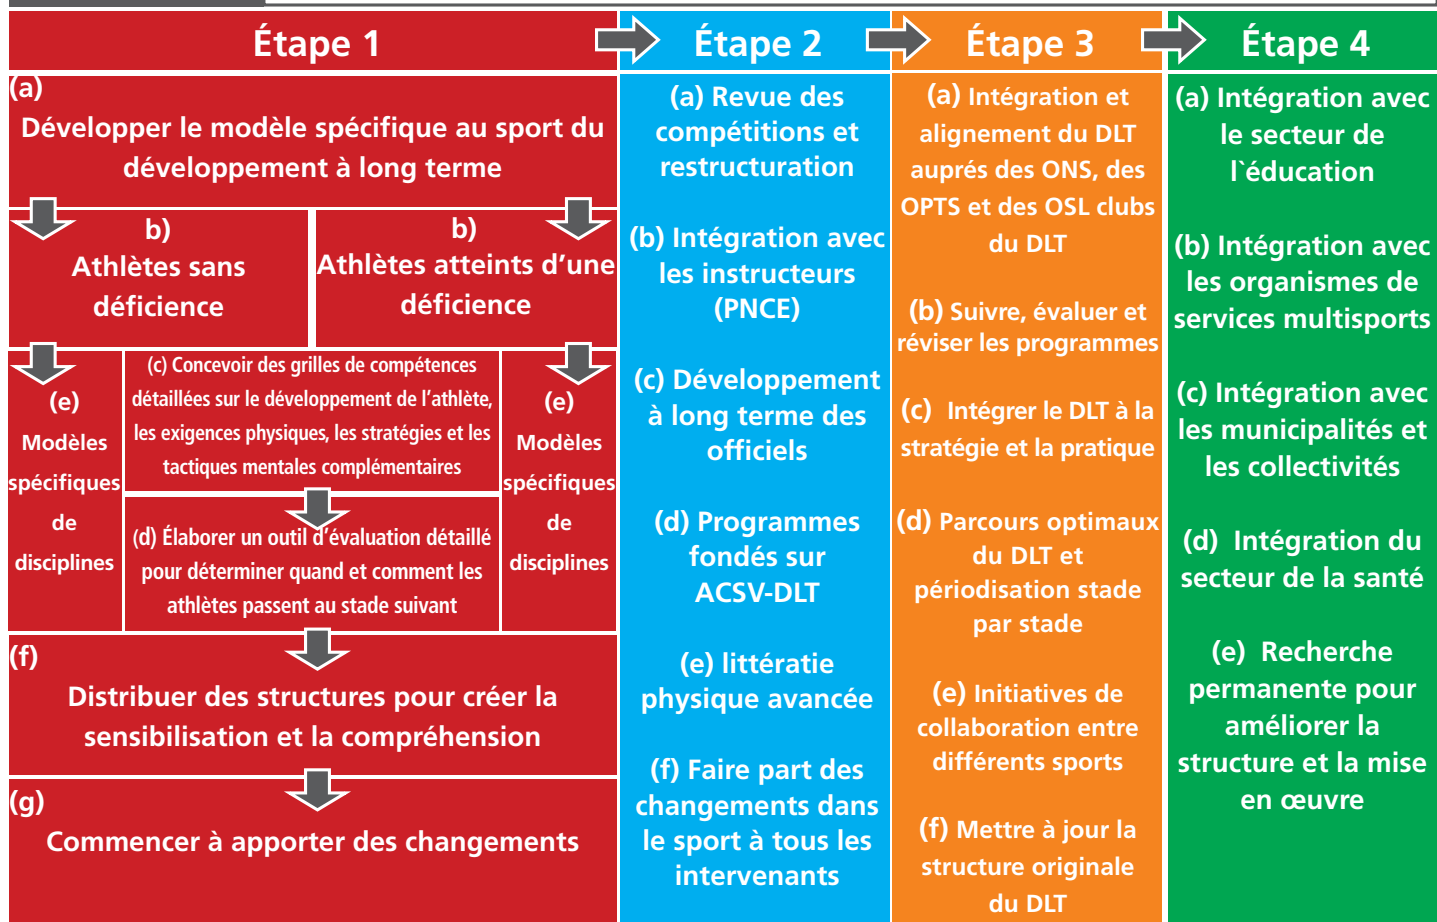 Étape 1
(a)
Développer le modèle spécifique au sport du
développement à long terme
b)
Athlètes sans
déficience
b)
Athlètes atteints d’une
déficience
(e)
Modèles
spécifiques
de
disciplines
(c) Concevoir des grilles de compétences
détaillées sur le développement de l’athlète,
les exigences physiques, les stratégies et les
tactiques mentales complémentaires
(d) Élaborer un outil d’évaluation détaillé
pour déterminer quand et comment les
athlètes passent au stade suivant
(e)
Modèles
spécifiques
de
disciplines
(f)
Distribuer des structures pour créer la
sensibilisation et la compréhension
(g)
Commencer à apporter des changements
Étape 2
(a) Revue des
compétitions et
restructuration
(b) Intégration avec
les instructeurs
(PNCE)
(c) Développement
à long terme des
officiels
(d) Programmes
fondés sur
ACSV-DLT
(e) littératie
physique avancée
(f) Faire part des
changements dans
le sport à tous les
intervenants
Étape 3
(a) Intégration et
alignement du DLT
auprés des ONS, des
OPTS et des OSL clubs
du DLT
(b) Suivre, évaluer et
réviser les programmes
(c) Intégrer le DLT à la
stratégie et la pratique
(d) Parcours optimaux
du DLT et
périodisation stade
par stade
(e) Initiatives de
collaboration entre
différents sports
(f) Mettre à jour la
structure originale
du DLT
Étape 4
(a) Intégration avec
le secteur de
l`éducation
(b) Intégration avec
les organismes de
services multisports
(c) Intégration avec
les municipalités et
les collectivités
(d) Intégration du
secteur de la santé
(e) Recherche
permanente pour
améliorer la
structure et la mise
en œuvre